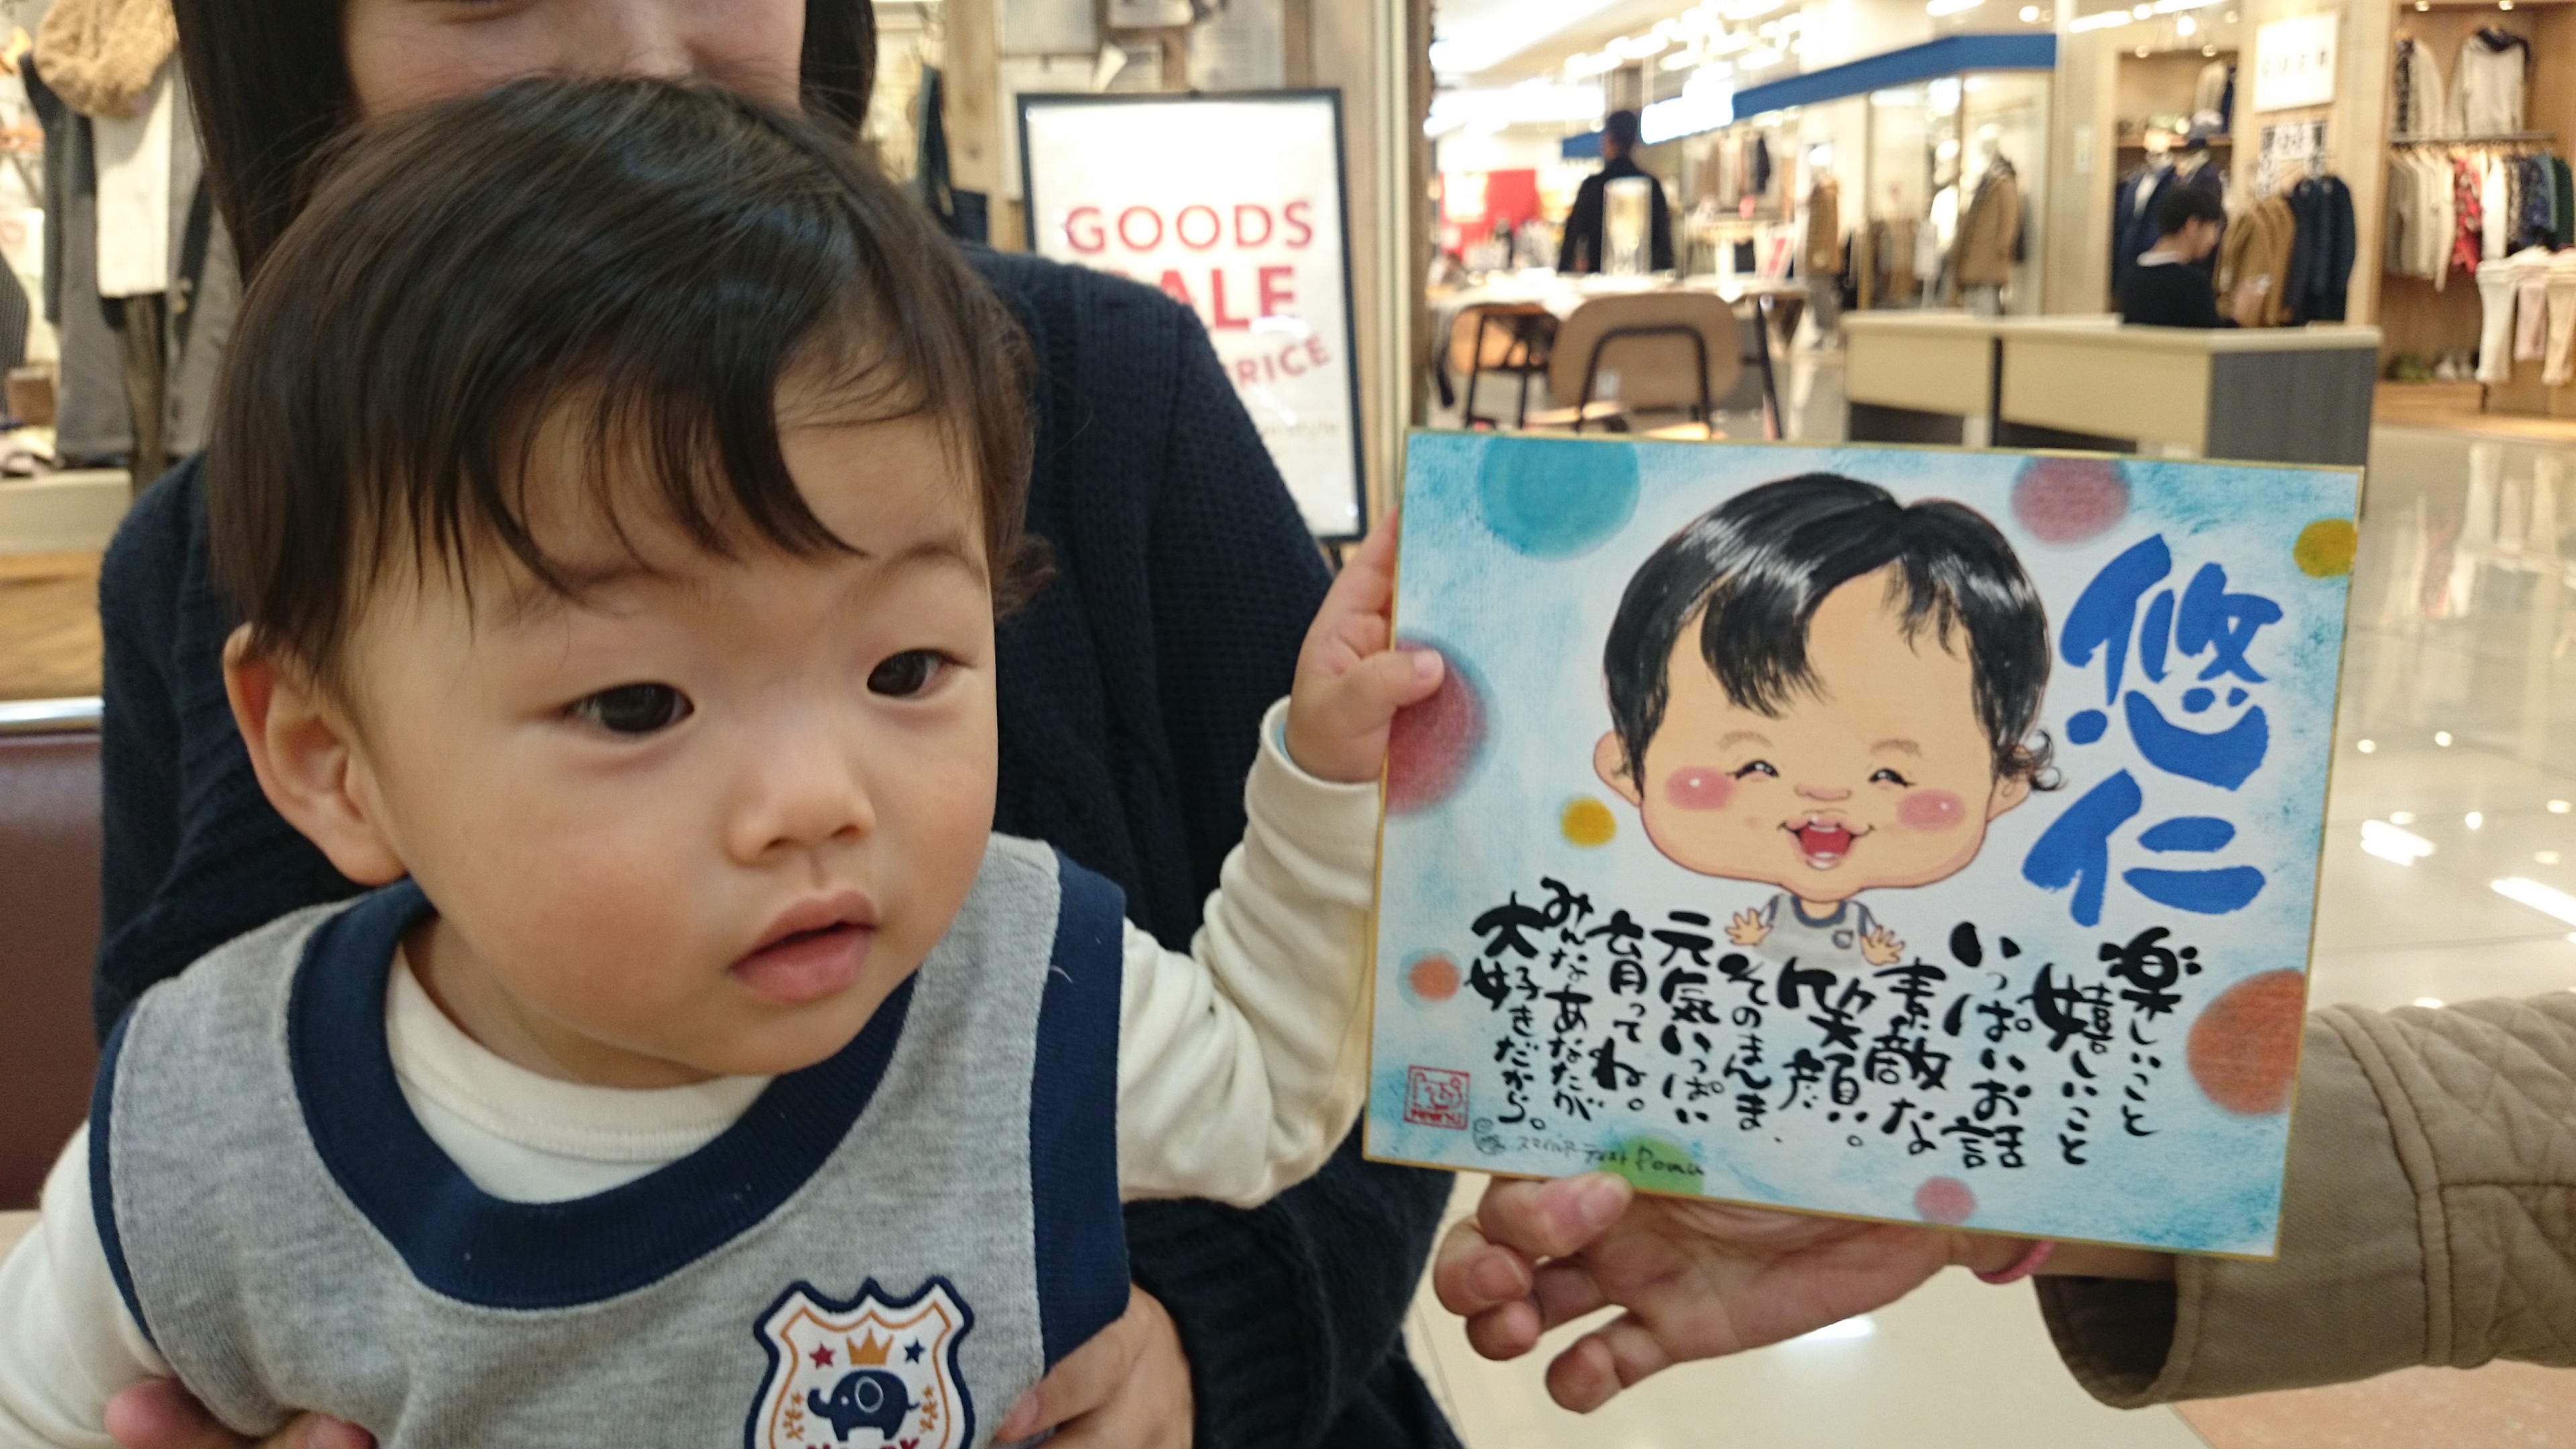 GOODS
SALE
PRICE
悠仁
楽しいこと
嬉しいこと
いっぱいお話
素敵な
笑顔。
そのまんま、
元気いっぱい
育ってね。
みんなあなたが
大好きだから。